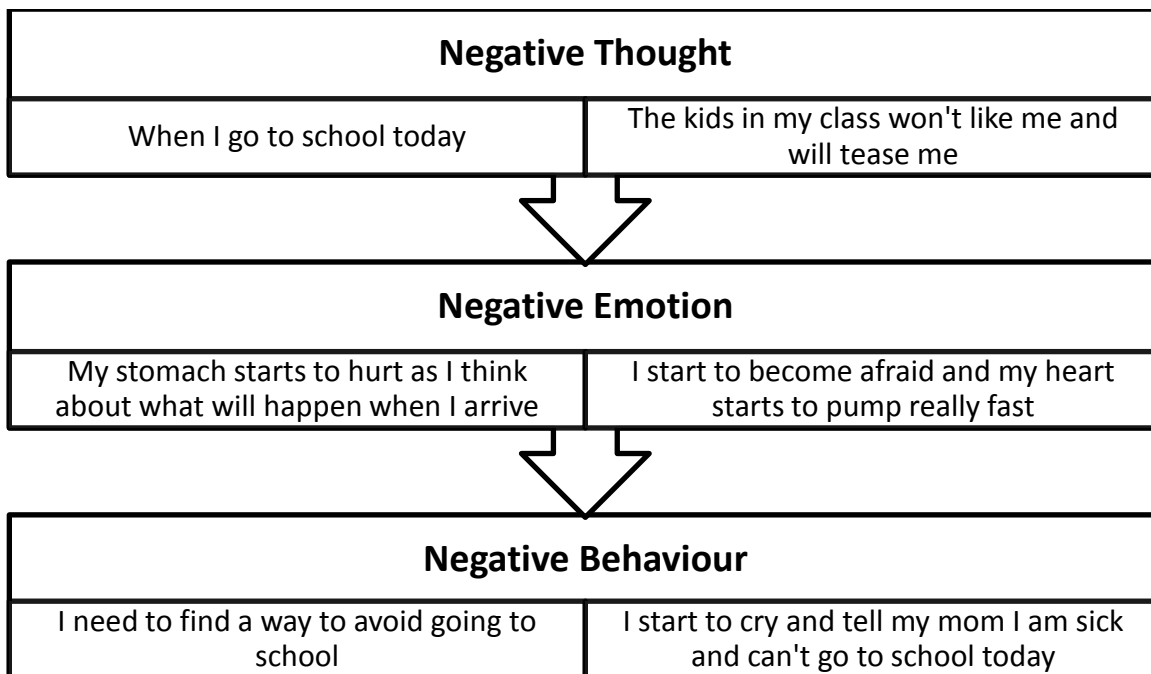 Negative Thought
When I go to school today
The kids in my class won't like me and
will tease me
Negative Emotion
My stomach starts to hurt as I think
about what will happen when I arrive
I start to become afraid and my heart
starts to pump really fast
Negative Behaviour
I need to find a way to avoid going to
school
I start to cry and tell my mom I am sick
and can't go to school today